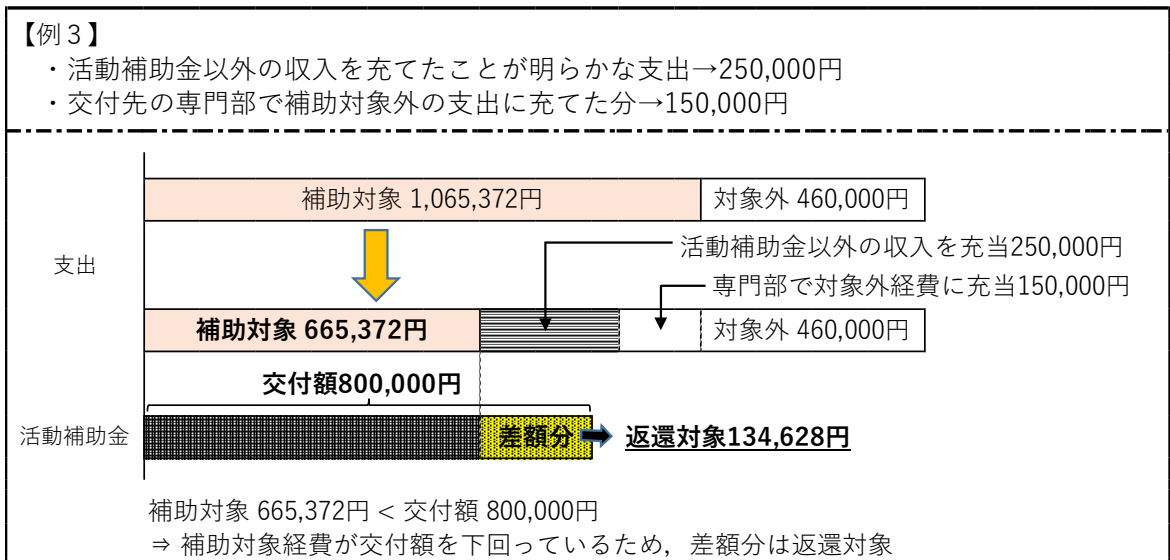 【例３】
・活動補助金以外の収入を充てたことが明らかな支出→250,000円
・交付先の専門部で補助対象外の支出に充てた分→150,000円
補助対象 1,065,372円
対象外 460,000円
支出
活動補助金以外の収入を充当250,000円
専門部で対象外経費に充当150,000円
補助対象 665,372円
対象外 460,000円
交付額800,000円
活動補助金
差額分
返還対象134,628円
補助対象 665,372円 < 交付額 800,000円
⇒ 補助対象経費が交付額を下回っているため，差額分は返還対象